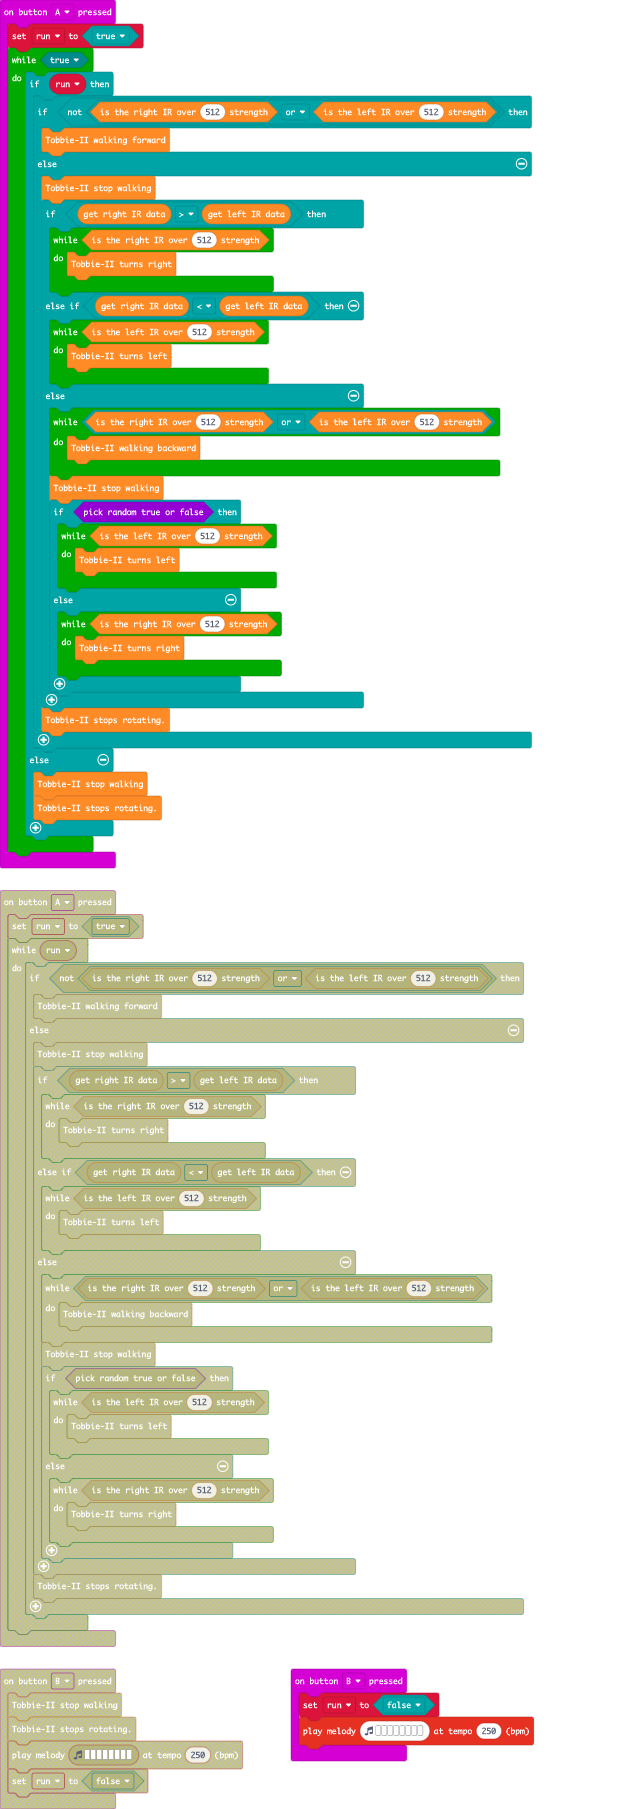 on button A pressed
set run to true
while true
do if run then
if not is the right IR over 512 strength or is the left IR over 512 strength then
Tobbie-II walking forward
else
Tobbie-II stop walking
if get right IR data > get left IR data then
while is the right IR over 512 strength
do Tobbie-II turns right
else if get right IR data < get left IR data then
while is the left IR over 512 strength
do Tobbie-II turns left
else
while is the right IR over 512 strength or is the left IR over 512 strength
do Tobbie-II walking backward
Tobbie-II stop walking
if pick random true or false then
while is the left IR over 512 strength
do Tobbie-II turns left
else
while is the right IR over 512 strength
do Tobbie-II turns right
Tobbie-II stops rotating.
else
Tobbie-II stop walking
Tobbie-II stops rotating.
on button A pressed
set run to true
while run
do if not is the right IR over 512 strength or is the left IR over 512 strength then
Tobbie-II walking forward
else
Tobbie-II stop walking
if get right IR data > get left IR data then
while is the right IR over 512 strength
do Tobbie-II turns right
else if get right IR data < get left IR data then
while is the left IR over 512 strength
do Tobbie-II turns left
else
while is the right IR over 512 strength or is the left IR over 512 strength
do Tobbie-II walking backward
Tobbie-II stop walking
if pick random true or false then
while is the left IR over 512 strength
do Tobbie-II turns left
else
while is the right IR over 512 strength
do Tobbie-II turns right
Tobbie-II stops rotating.
on button B pressed
Tobbie-II stop walking
Tobbie-II stops rotating.
play melody at tempo 250 (bpm)
set run to false
on button B pressed
set run to false
play melody at tempo 250 (bpm)